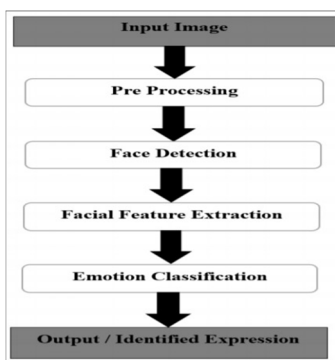 Input Image
Pre Processing
Face Detection
Facial Feature Extraction
Emotion Classification
Output / Identified Expression